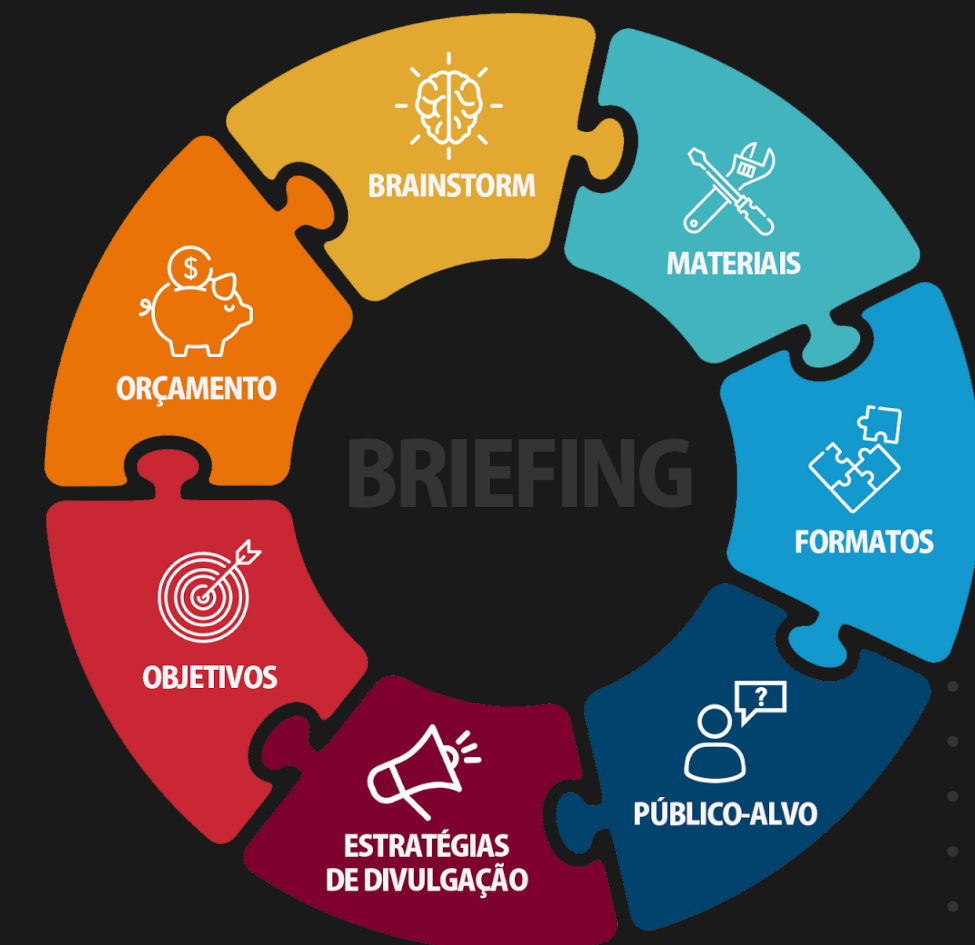 BRAINSTORM
MATERIAIS
$
ORÇAMENTO
BRIEFING
FORMATOS
OBJETIVOS
?
PÚBLICO-ALVO
ESTRATÉGIAS
DE DIVULGAÇÃO